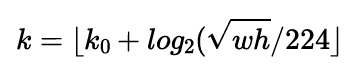 k = ⌊k₀ + log₂(√wh/224⌋